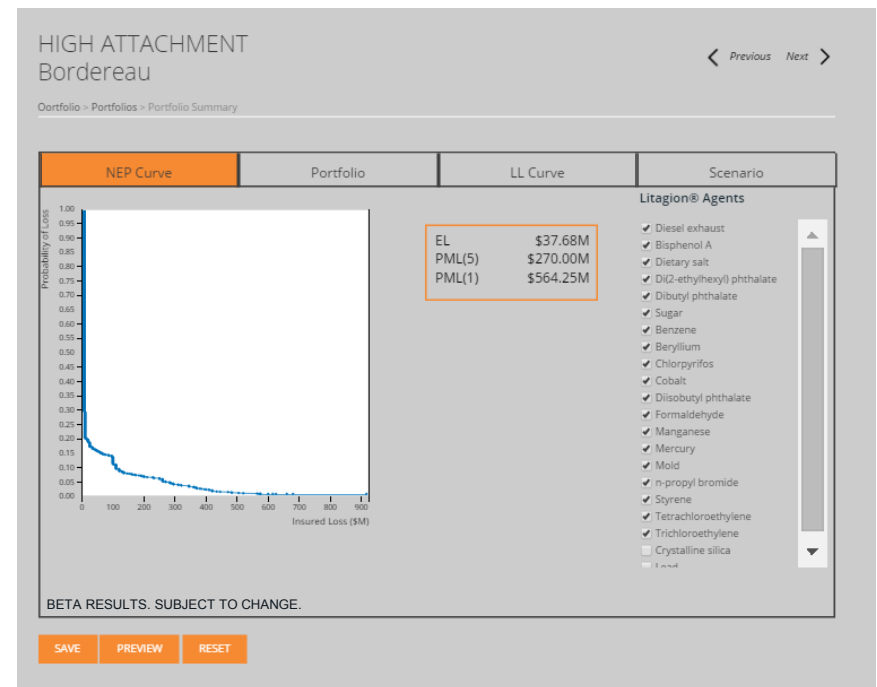 HIGH ATTACHMENT
Bordereau
Previous Next
Oortfolio > Portfolios > Portfolio Summary
NEP Curve Portfolio LL Curve Scenario
Litagion® Agents
Probability of Loss
1.00
0.95
0.90
0.85
0.80
0.75
0.70
0.65
0.60
0.55
0.50
0.45
0.40
0.35
0.30
0.25
0.20
0.15
0.10
0.05
0.00
0 100 200 300 400 500 600 700 800 900
Insured Loss ($M)
EL $37.68M
PML(5) $270.00M
PML(1) $564.25M
Diesel exhaust
Bisphenol A
Dietary salt
Di(2-ethylhexyl) phthalate
Dibutyl phthalate
Sugar
Benzene
Beryllium
Chlorpyrifos
Cobalt
Diisobutyl phthalate
Formaldehyde
Manganese
Mercury
Mold
n-propyl bromide
Styrene
Tetrachloroethylene
Trichloroethylene
Crystalline silica
Lead
BETA RESULTS. SUBJECT TO CHANGE.
SAVE PREVIEW RESET